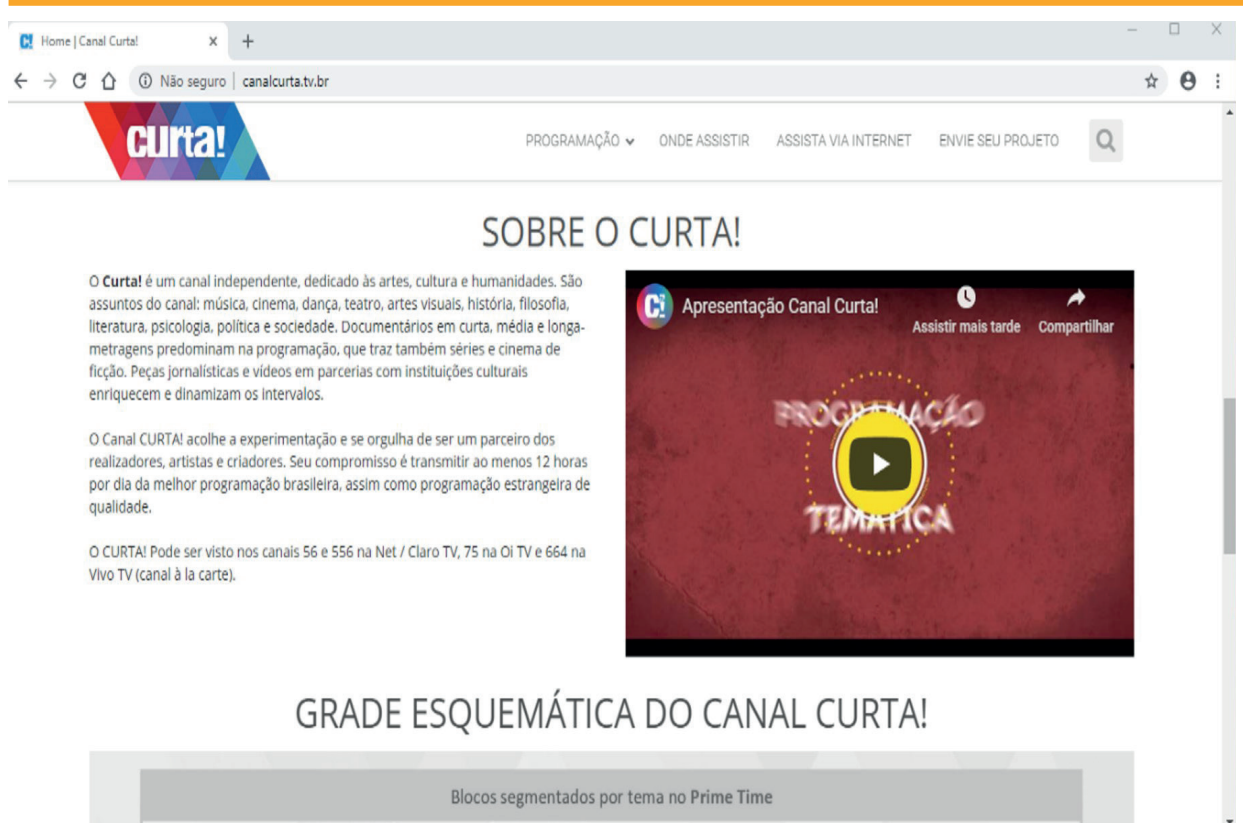 Home | Canal Curta!
Não seguro | canalcurta.tv.br
curta!
PROGRAMAÇÃO ONDE ASSISTIR ASSISTA VIA INTERNET ENVIE SEU PROJETO
SOBRE O CURTA!
O Curta! é um canal independente, dedicado às artes, cultura e humanidades. São
assuntos do canal: música, cinema, dança, teatro, artes visuais, história, filosofia,
literatura, psicologia, política e sociedade. Documentários em curta, média e longa-
metragens predominam na programação, que traz também séries e cinema de
ficção. Peças jornalísticas e vídeos em parcerias com instituições culturais
enriquecem e dinamizam os intervalos.
O Canal CURTA! acolhe a experimentação e se orgulha de ser um parceiro dos
realizadores, artistas e criadores. Seu compromisso é transmitir ao menos 12 horas
por dia da melhor programação brasileira, assim como programação estrangeira de
qualidade.
O CURTA! Pode ser visto nos canais 56 e 556 na Net / Claro TV, 75 na Oi TV e 664 na
Vivo TV (canal à la carte).
C! Apresentação Canal Curta!
Assistir mais tarde Compartilhar
PROGRAMAÇÃO
TEMÁTICA
GRADE ESQUEMÁTICA DO CANAL CURTA!
Blocos segmentados por tema no Prime Time